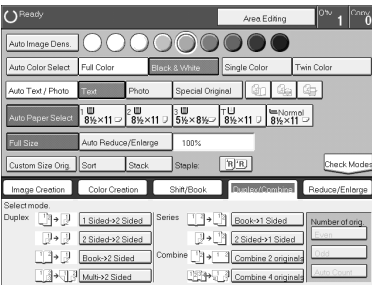 Ready Area Editing Q'ty 1 Copy 0
Auto Image Dens.
Auto Color Select Full Color Black & White Single Color Twin Color
Auto Text / Photo Text Photo Special Original
Auto Paper Select 1 8½×11 2 8½×11 3 5½×8½ T 8½×11 Normal 8½×11
Full Size Auto Reduce/Enlarge 100%
Custom Size Orig. Sort Stack Staple: Check Modes
Image Creation Color Creation Shift/Book Duplex/Combine Reduce/Enlarge
Select mode.
Duplex 1 Sided→2 Sided Series Book→1 Sided Number of orig.
2 Sided→2 Sided 2 Sided→1 Sided Even
Book→2 Sided Combine Combine 2 originals Odd
Multi→2 Sided Combine 4 originals Auto Count